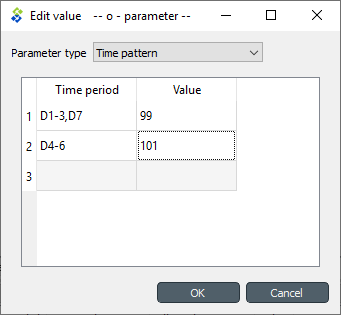 Edit value -- o - parameter --
Parameter type Time pattern
Time period Value
1 D1-3,D7 99
2 D4-6 101
3
OK Cancel